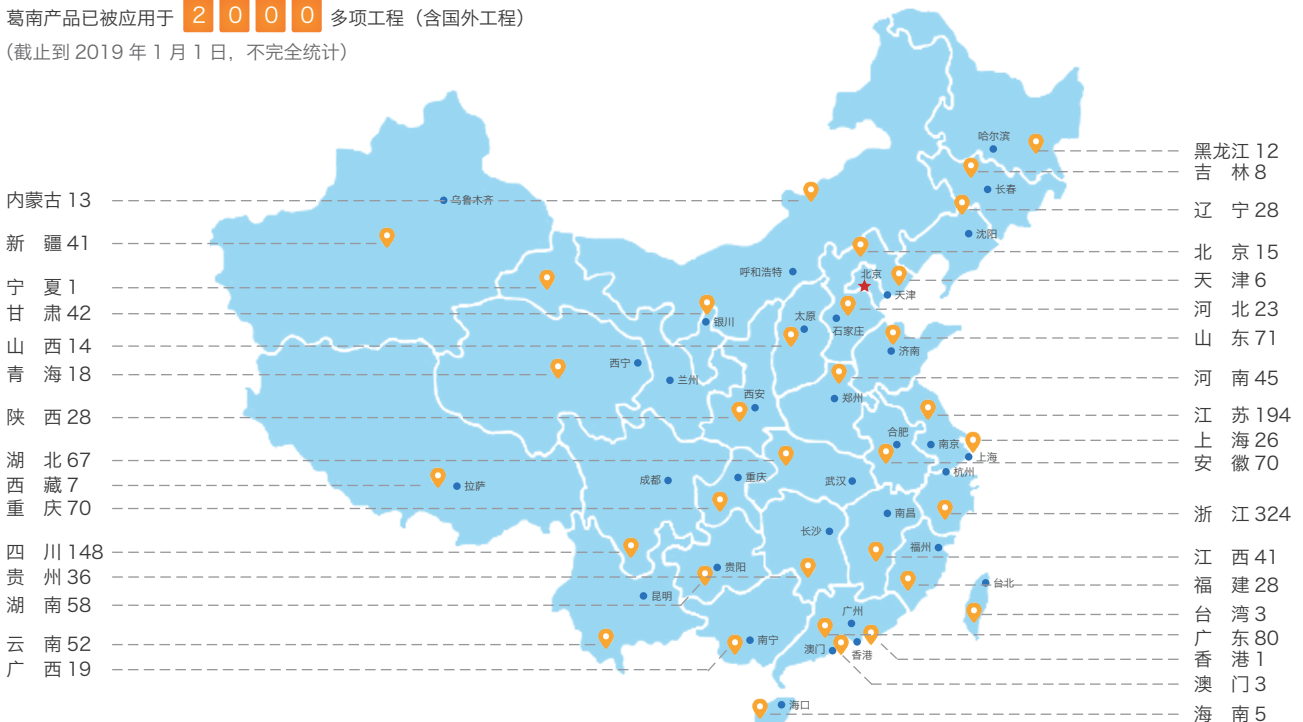 葛南产品已被应用于 2 0 0 0 多项工程（含国外工程）
（截止到 2019 年 1 月 1 日，不完全统计）
内蒙古 13
新 疆 41
宁 夏 1
甘 肃 42
山 西 14
青 海 18
陕 西 28
湖 北 67
西 藏 7
重 庆 70
四 川 148
贵 州 36
湖 南 58
云 南 52
广 西 19
哈尔滨
长春
乌鲁木齐
沈阳
呼和浩特
北京
天津
银川
太原
石家庄
济南
西宁
兰州
西安
郑州
合肥
南京
上海
杭州
成都
重庆
武汉
拉萨
南昌
长沙
福州
贵阳
台北
昆明
广州
南宁
澳门
香港
海口
黑龙江 12
吉 林 8
辽 宁 28
北 京 15
天 津 6
河 北 23
山 东 71
河 南 45
江 苏 194
上 海 26
安 徽 70
浙 江 324
江 西 41
福 建 28
台 湾 3
广 东 80
香 港 1
澳 门 3
海 南 5